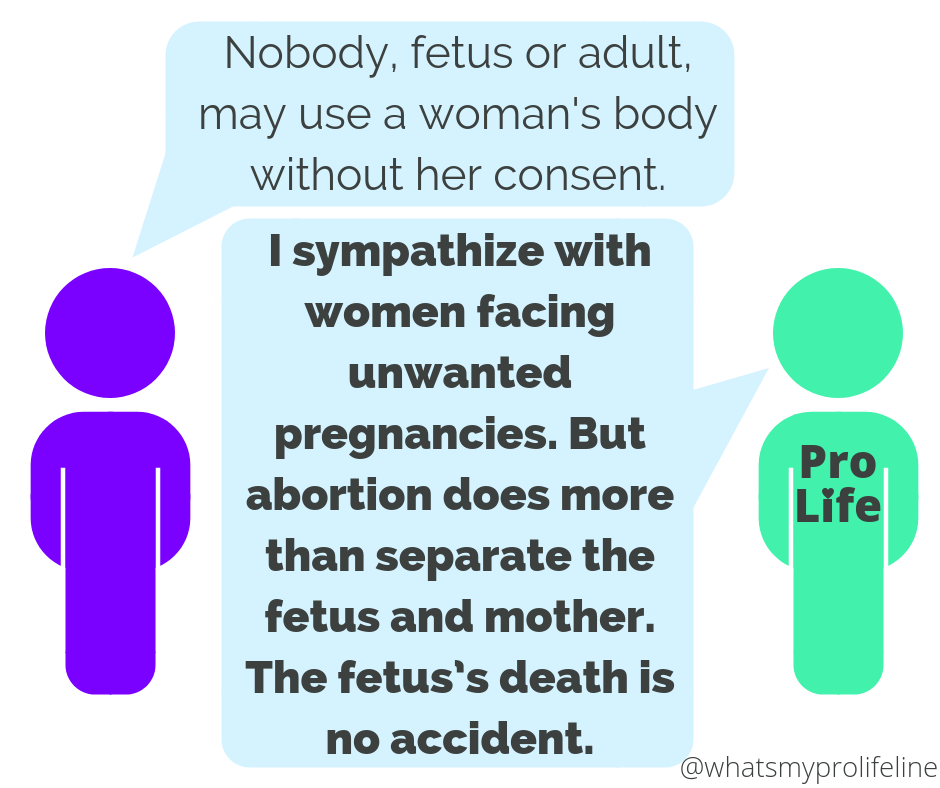 Nobody, fetus or adult,
may use a woman's body
without her consent.
I sympathize with
women facing
unwanted
pregnancies. But
abortion does more
than separate the
fetus and mother.
The fetus’s death is
no accident.
Pro
Life
@whatsmyprolifeline